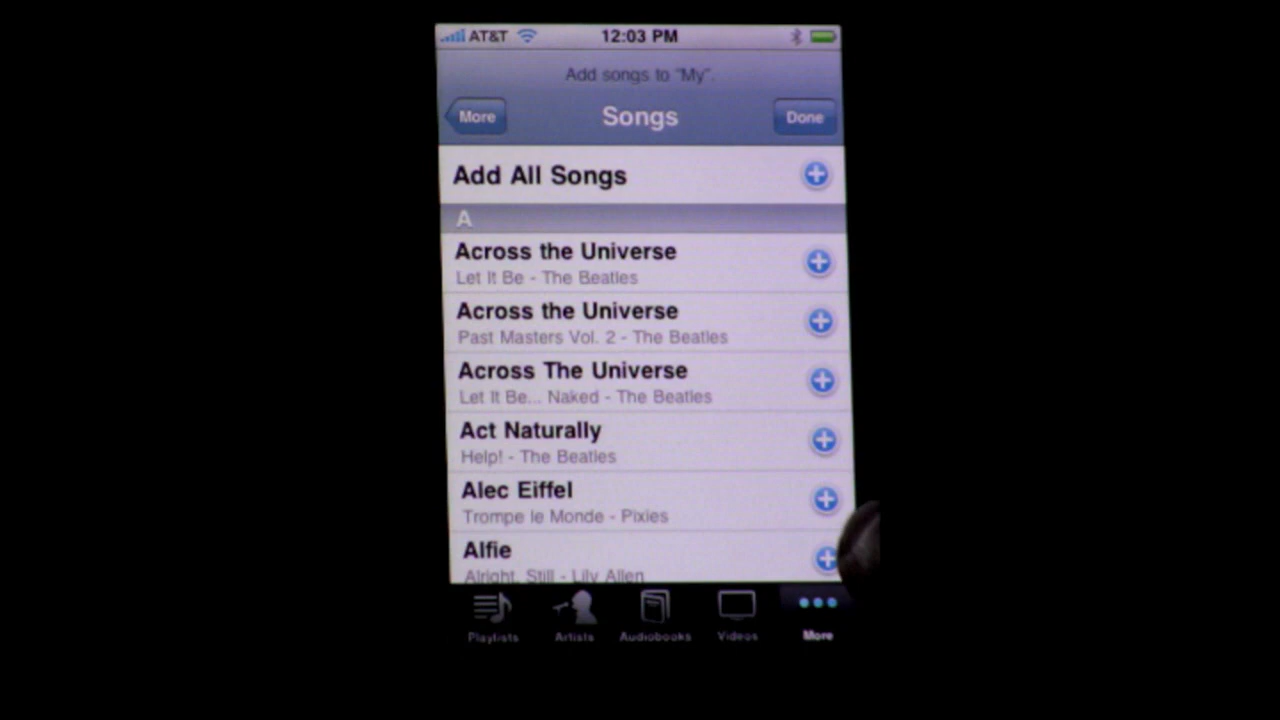 AT&T 12:03 PM
Add songs to "My".
More Songs Done
Add All Songs
A
Across the Universe
Let It Be - The Beatles
Across the Universe
Past Masters Vol. 2 - The Beatles
Across The Universe
Let It Be... Naked - The Beatles
Act Naturally
Help! - The Beatles
Alec Eiffel
Trompe le Monde - Pixies
Alfie
Alright, Still - Lily Allen
Playlists Artists Audiobooks Videos More